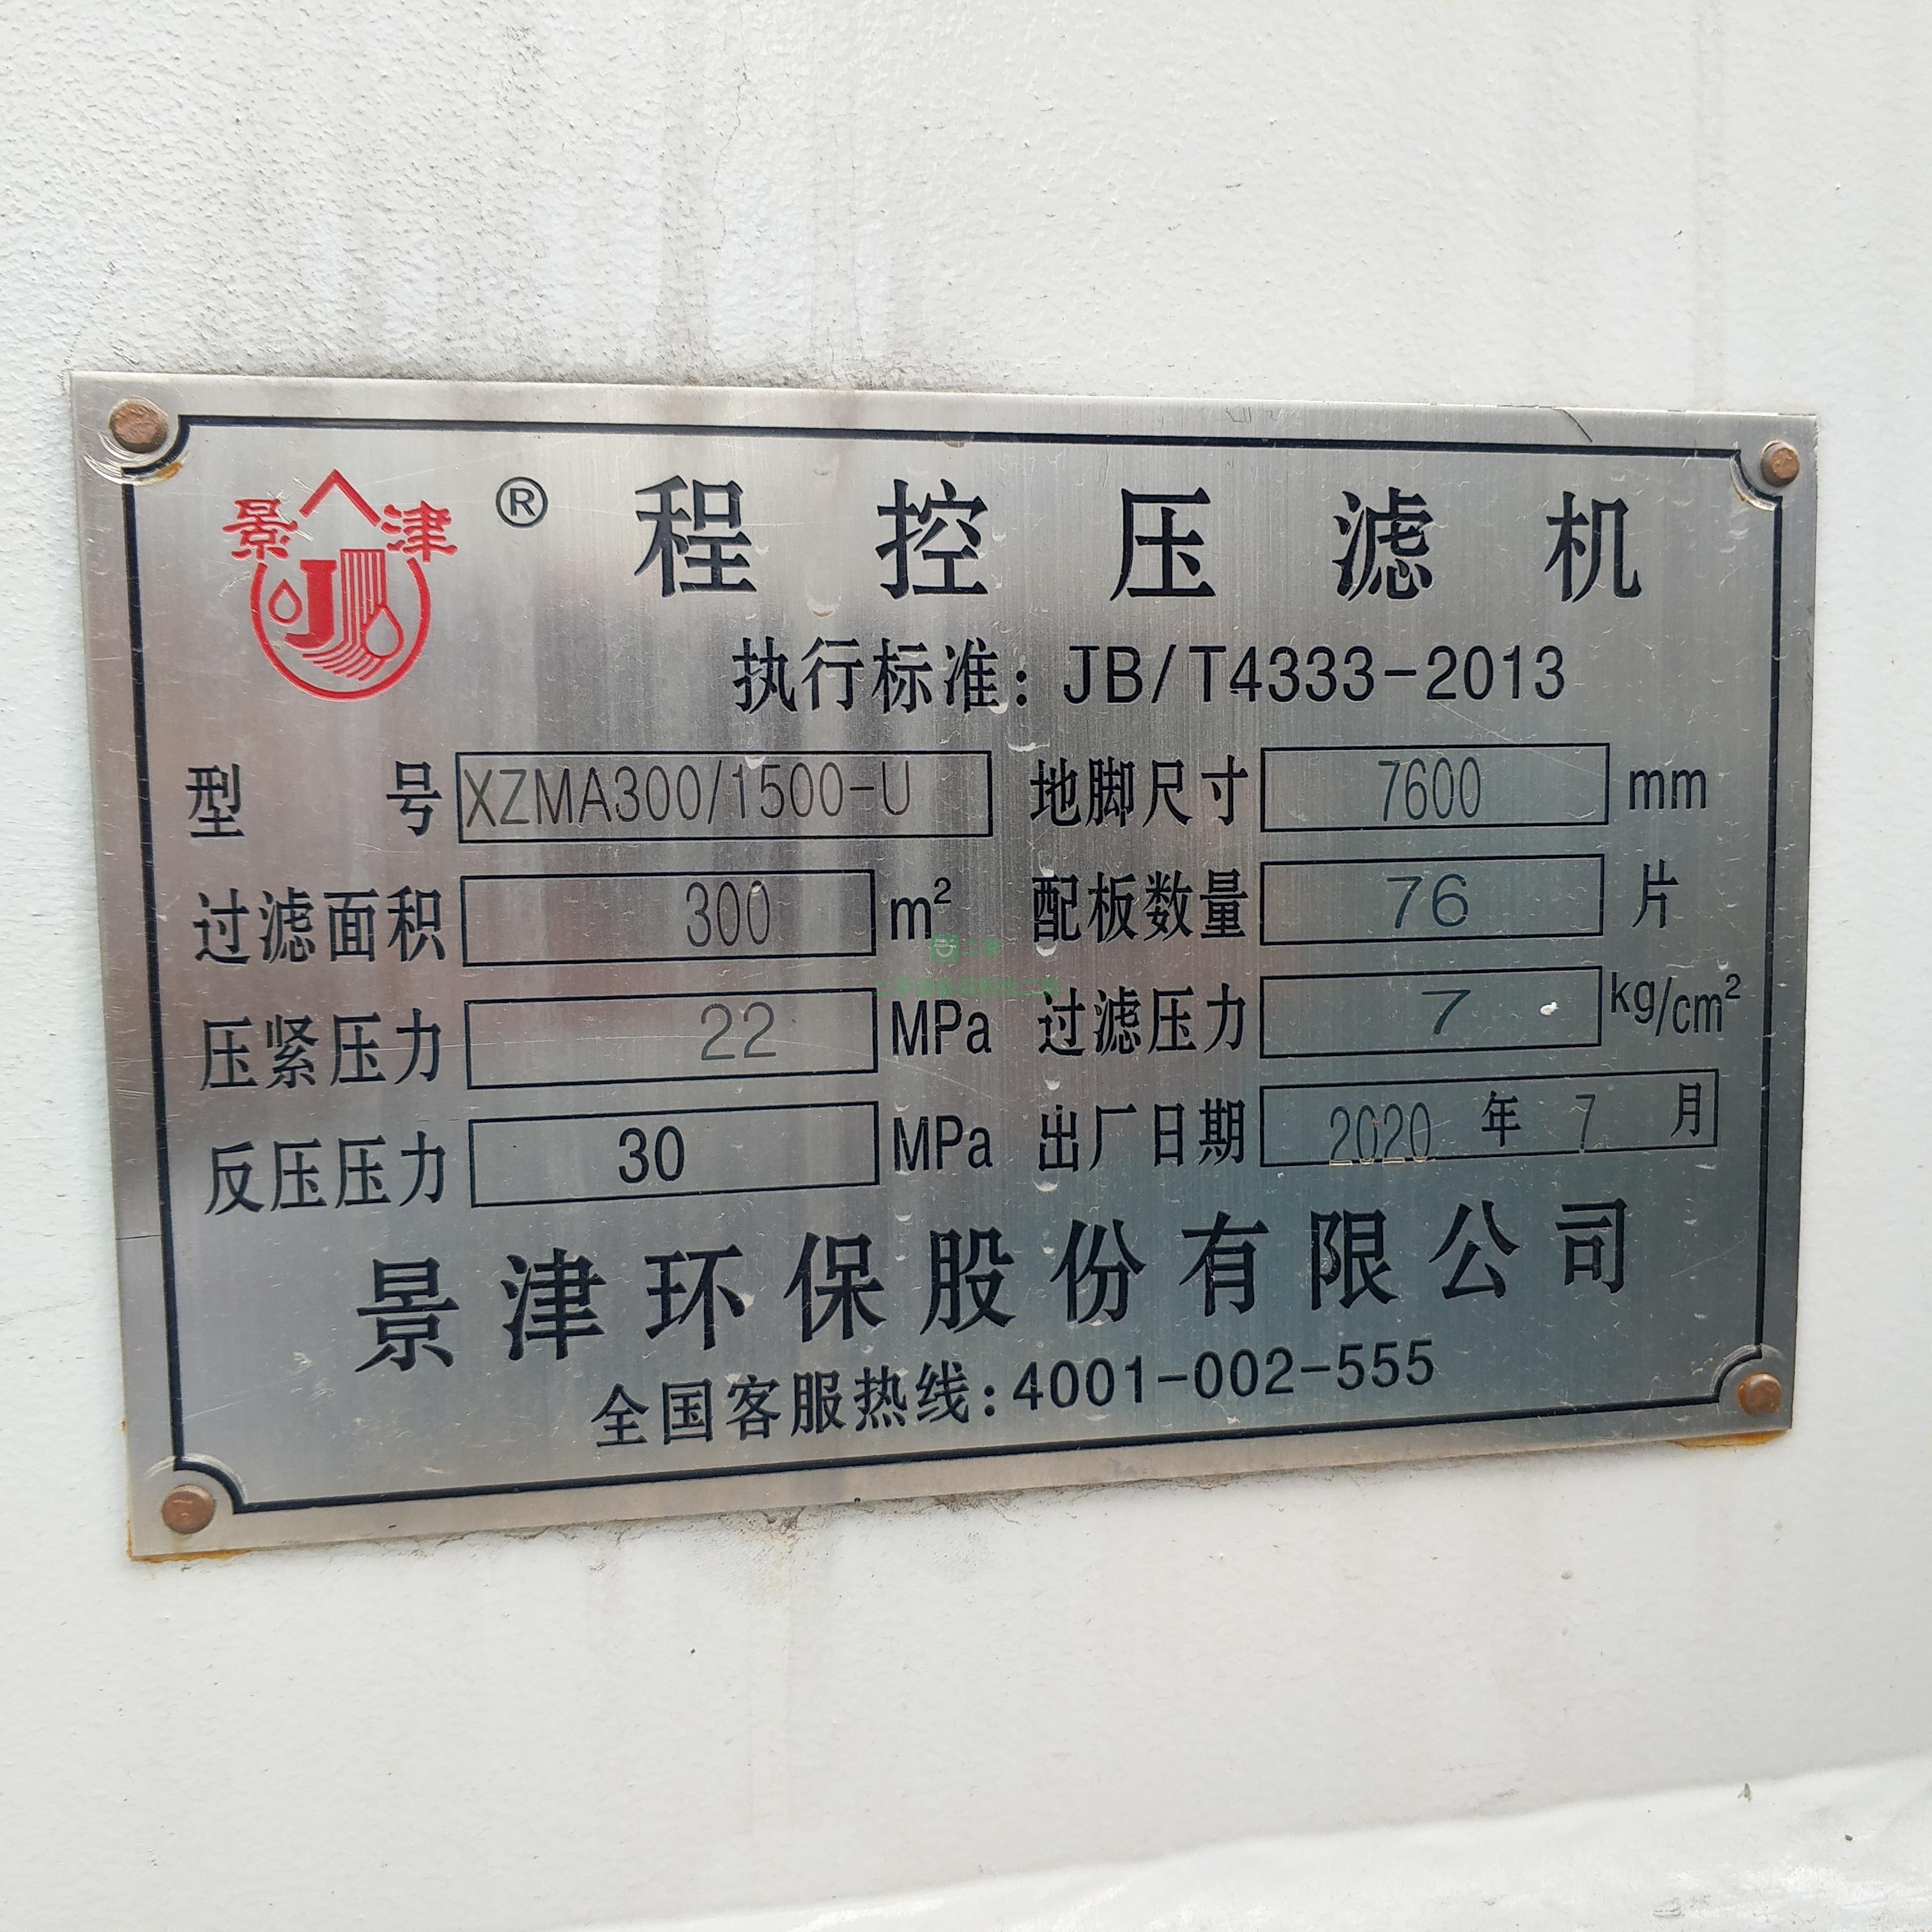 景津 ® 程控压滤机
执行标准: JB/T4333-2013
型号 XZMA300/1500-U 地脚尺寸 7600 mm
过滤面积 300 m² 配板数量 76 片
压紧压力 22 MPa 过滤压力 7 kg/cm²
反压压力 30 MPa 出厂日期 2020 年 7 月
景津环保股份有限公司
全国客服热线: 4001-002-555